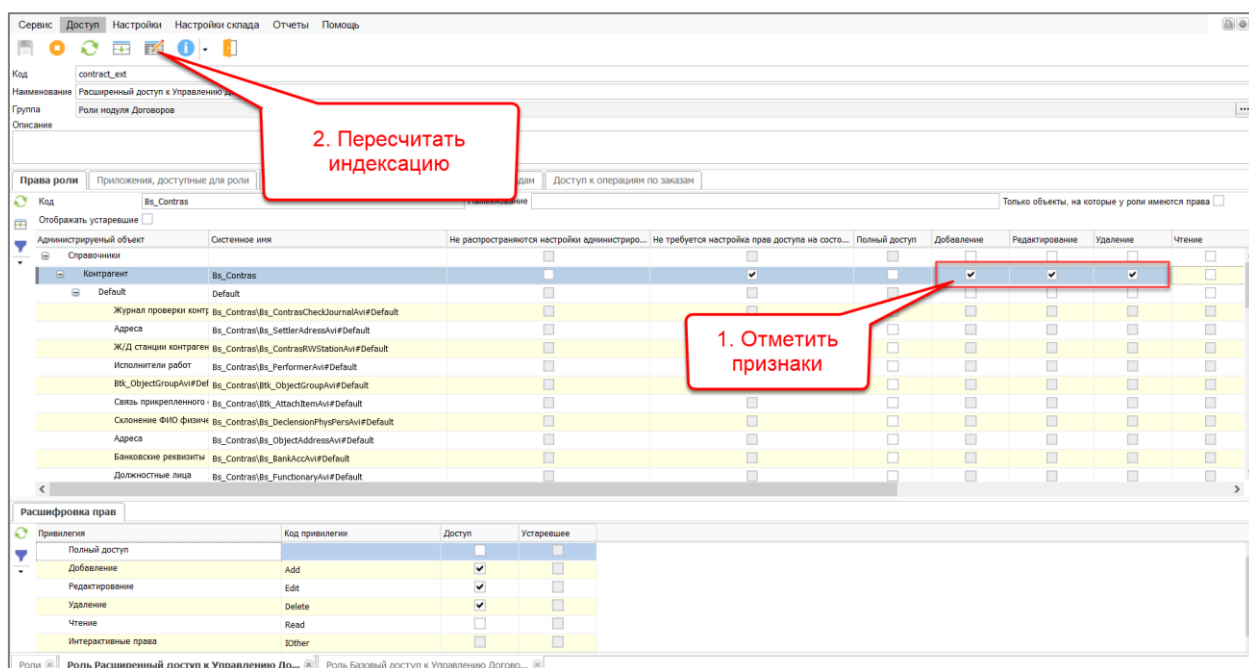 Сервис Доступ Настройки Настройки склада Отчеты Помощь
Код contract_ext
Наименование Расширенный доступ к Управлению
Группа Роли модуля Договоров
Описание
2. Пересчитать
индексацию
Права роли Приложения, доступные для роли Доступ к операциям по заказам
Код Bs_Contras Наименование Только объекты, на которые у роли имеются права
Отображать устаревшие
Администрируемый объект Системное имя Не распространяются настройки администриро... Не требуется настройка прав доступа на состо... Полный доступ Добавление Редактирование Удаление Чтение
Справочники
Контрагент Bs_Contras
Default Default
Журнал проверки контр Bs_Contras\Bs_ContrasCheckJournalAvi#Default
Адреса Bs_Contras\Bs_SettlerAdressAvi#Default
Ж/Д станции контраген Bs_Contras\Bs_ContrasRWStationAvi#Default
Исполнители работ Bs_Contras\Bs_PerformerAvi#Default
Btk_ObjectGroupAvi#Def Bs_Contras\Btk_ObjectGroupAvi#Default
Связь прикрепленного Bs_Contras\Btk_AttachItemAvi#Default
Склонение ФИО физиче Bs_Contras\Bs_DeclensionPhysPersAvi#Default
Адреса Bs_Contras\Bs_ObjectAddressAvi#Default
Банковские реквизиты Bs_Contras\Bs_BankAccAvi#Default
Должностные лица Bs_Contras\Bs_FunctionaryAvi#Default
1. Отметить
признаки
Расшифровка прав
Привилегия Код привилегии Доступ Устаревшее
Полный доступ
Добавление Add
Редактирование Edit
Удаление Delete
Чтение Read
Интерактивные права IOther
Роли Роль Расширенный доступ к Управлению До... Роль Базовый доступ к Управлению Догово...